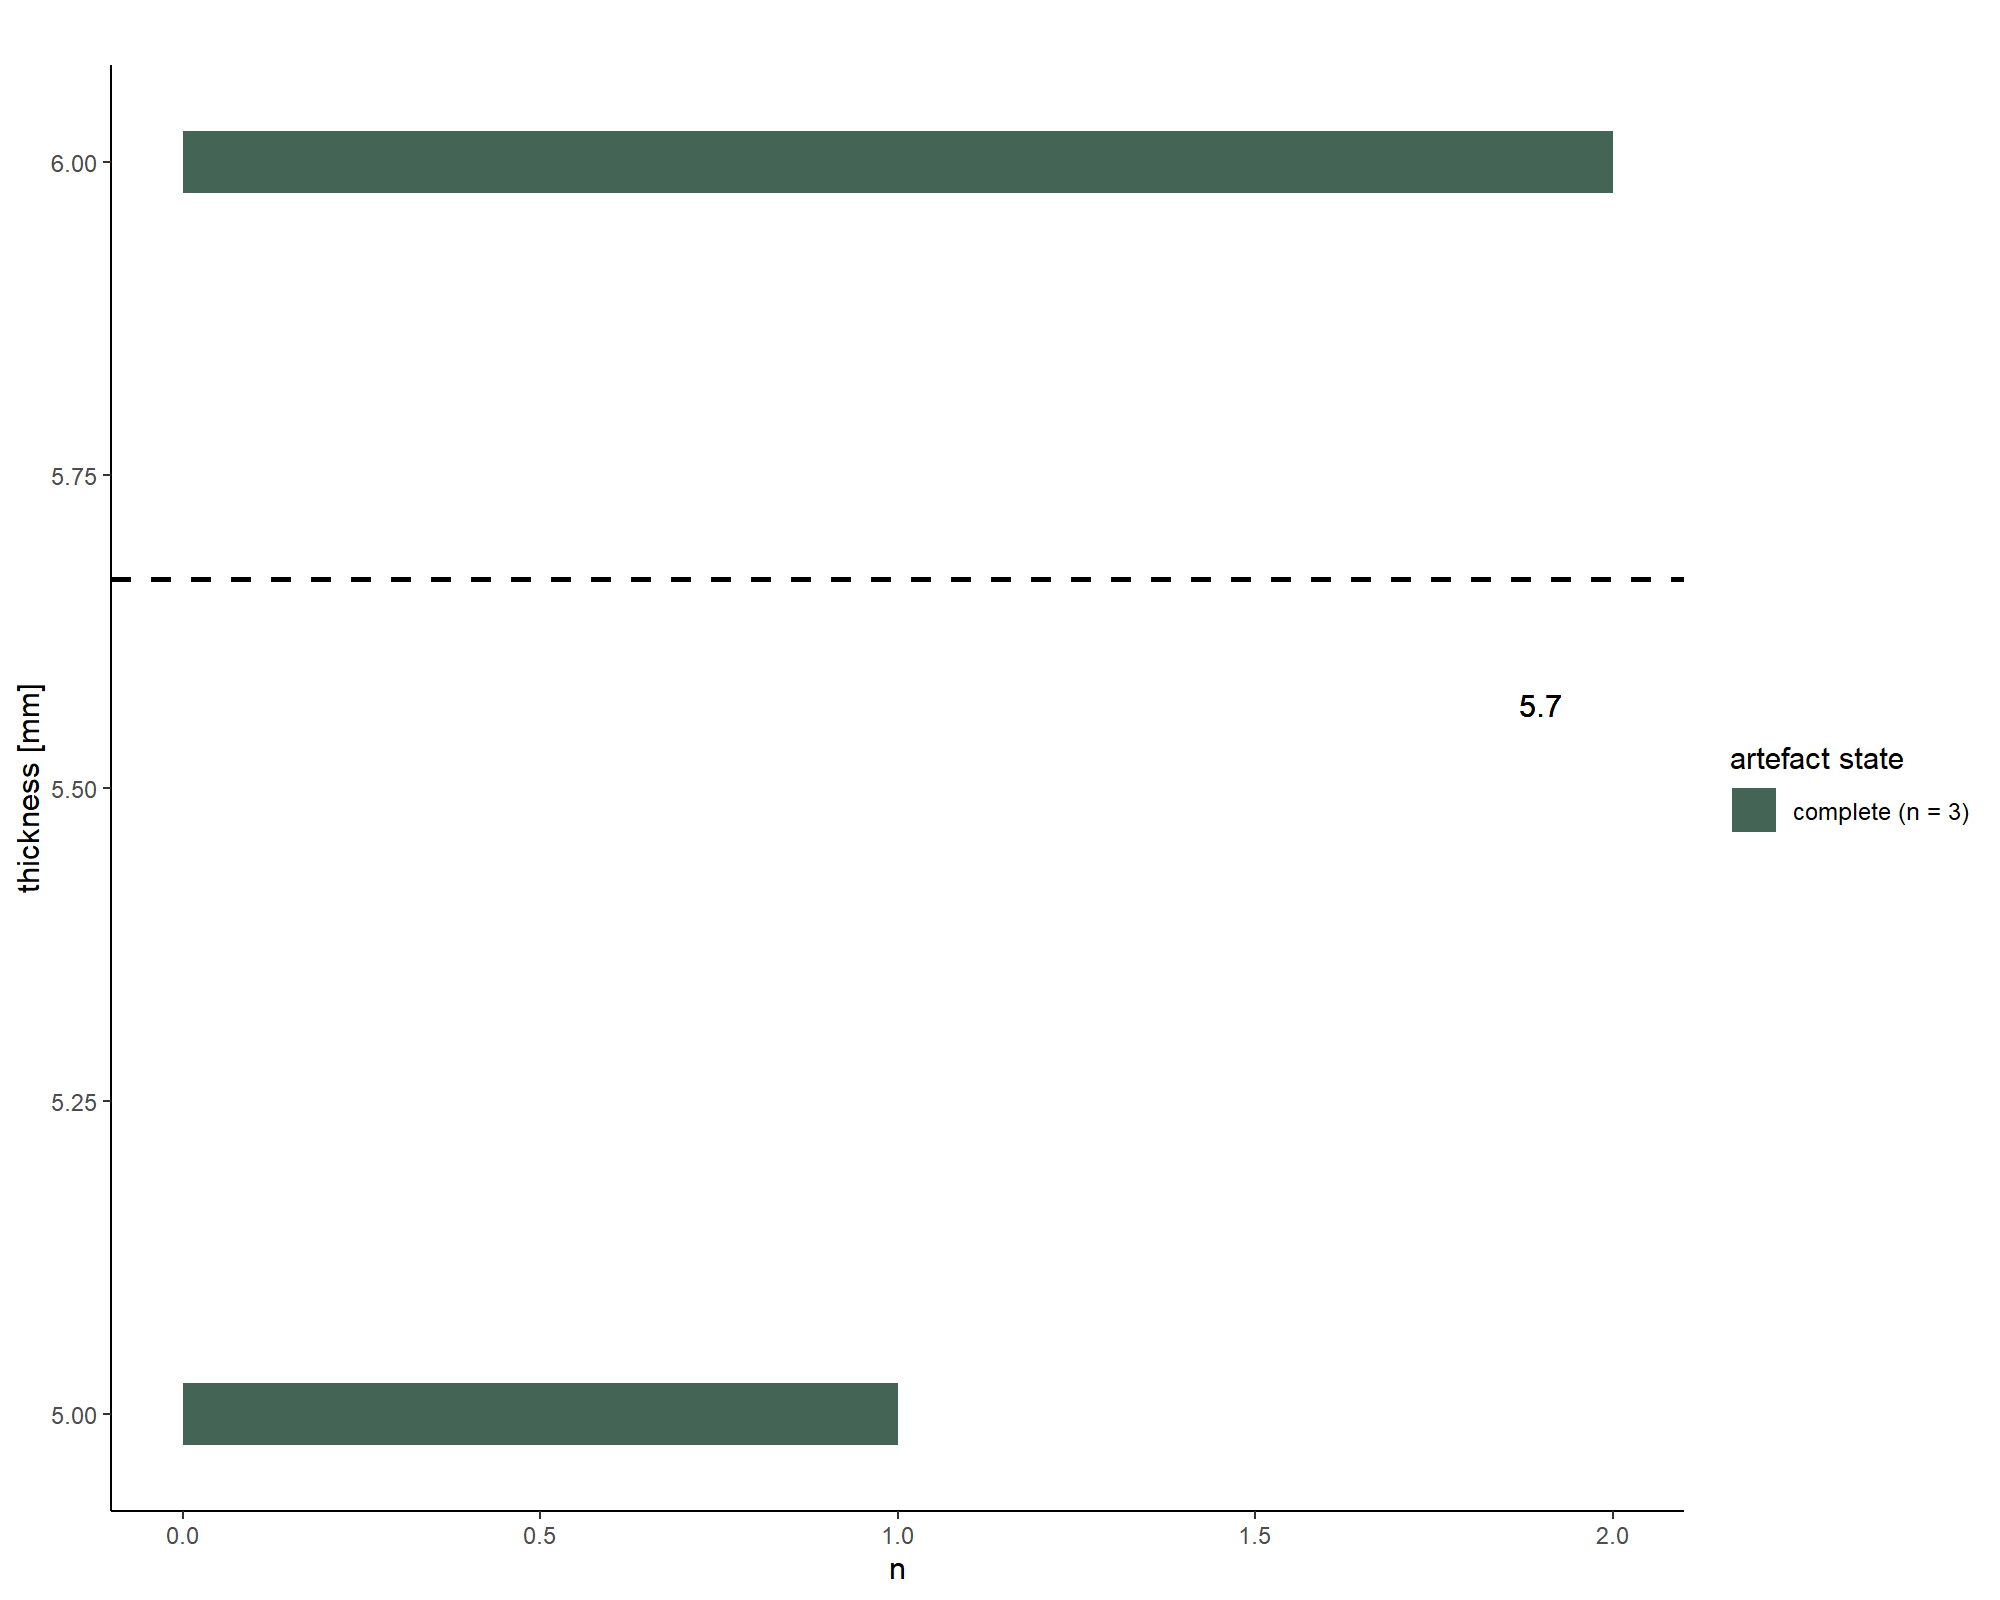 thickness [mm]
6.00
5.75
5.50
5.25
5.00
5.7
0.0 0.5 1.0 1.5 2.0
n
artefact state
complete (n = 3)